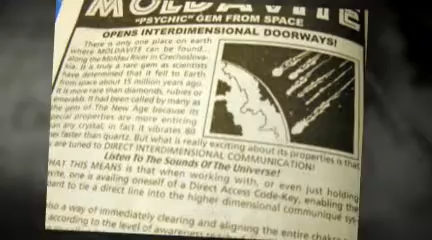 MOLDAVITE
"PSYCHIC" GEM FROM SPACE
OPENS INTERDIMENSIONAL DOORWAYS!
There is only one place on earth
where MOLDAVITE can be found...
along the Moldau River in Czechoslova-
kia. It is truly a rare gem as scientists
have determined that it fell to Earth
from space about 15 million years ago.
It is more rare than diamonds, rubies or
emeralds. It had been called by many as
the gem of The New Age because its
special properties are more enticing
than any crystal; in fact it vibrates 80
times faster than quartz. But what is really exciting about its properties is that
are tuned to DIRECT INTERDIMENSIONAL COMMUNICATION!
Listen To The Sounds Of The Universe!
WHAT THIS MEANS is that when working with, or even just holding
is availing oneself of a Direct Access Code-Key, enabling the
to tie a direct line into the higher dimensional communiqué sys-
a way of immediately clearing and aligning the entire chakra
according to the level of awareness